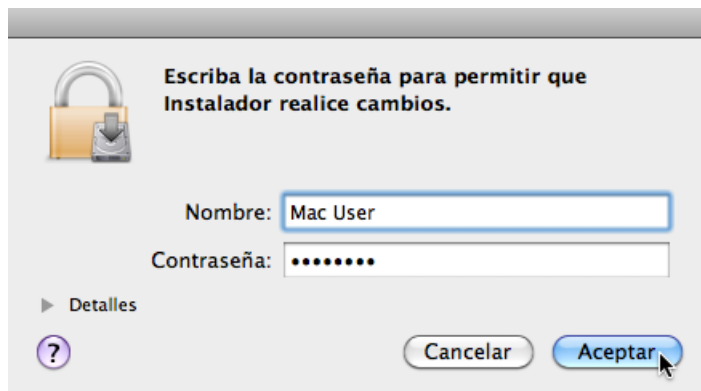 Escriba la contraseña para permitir que
Instalador realice cambios.
Nombre: Mac User
Contraseña: ••••••••
Detalles
? Cancelar Aceptar